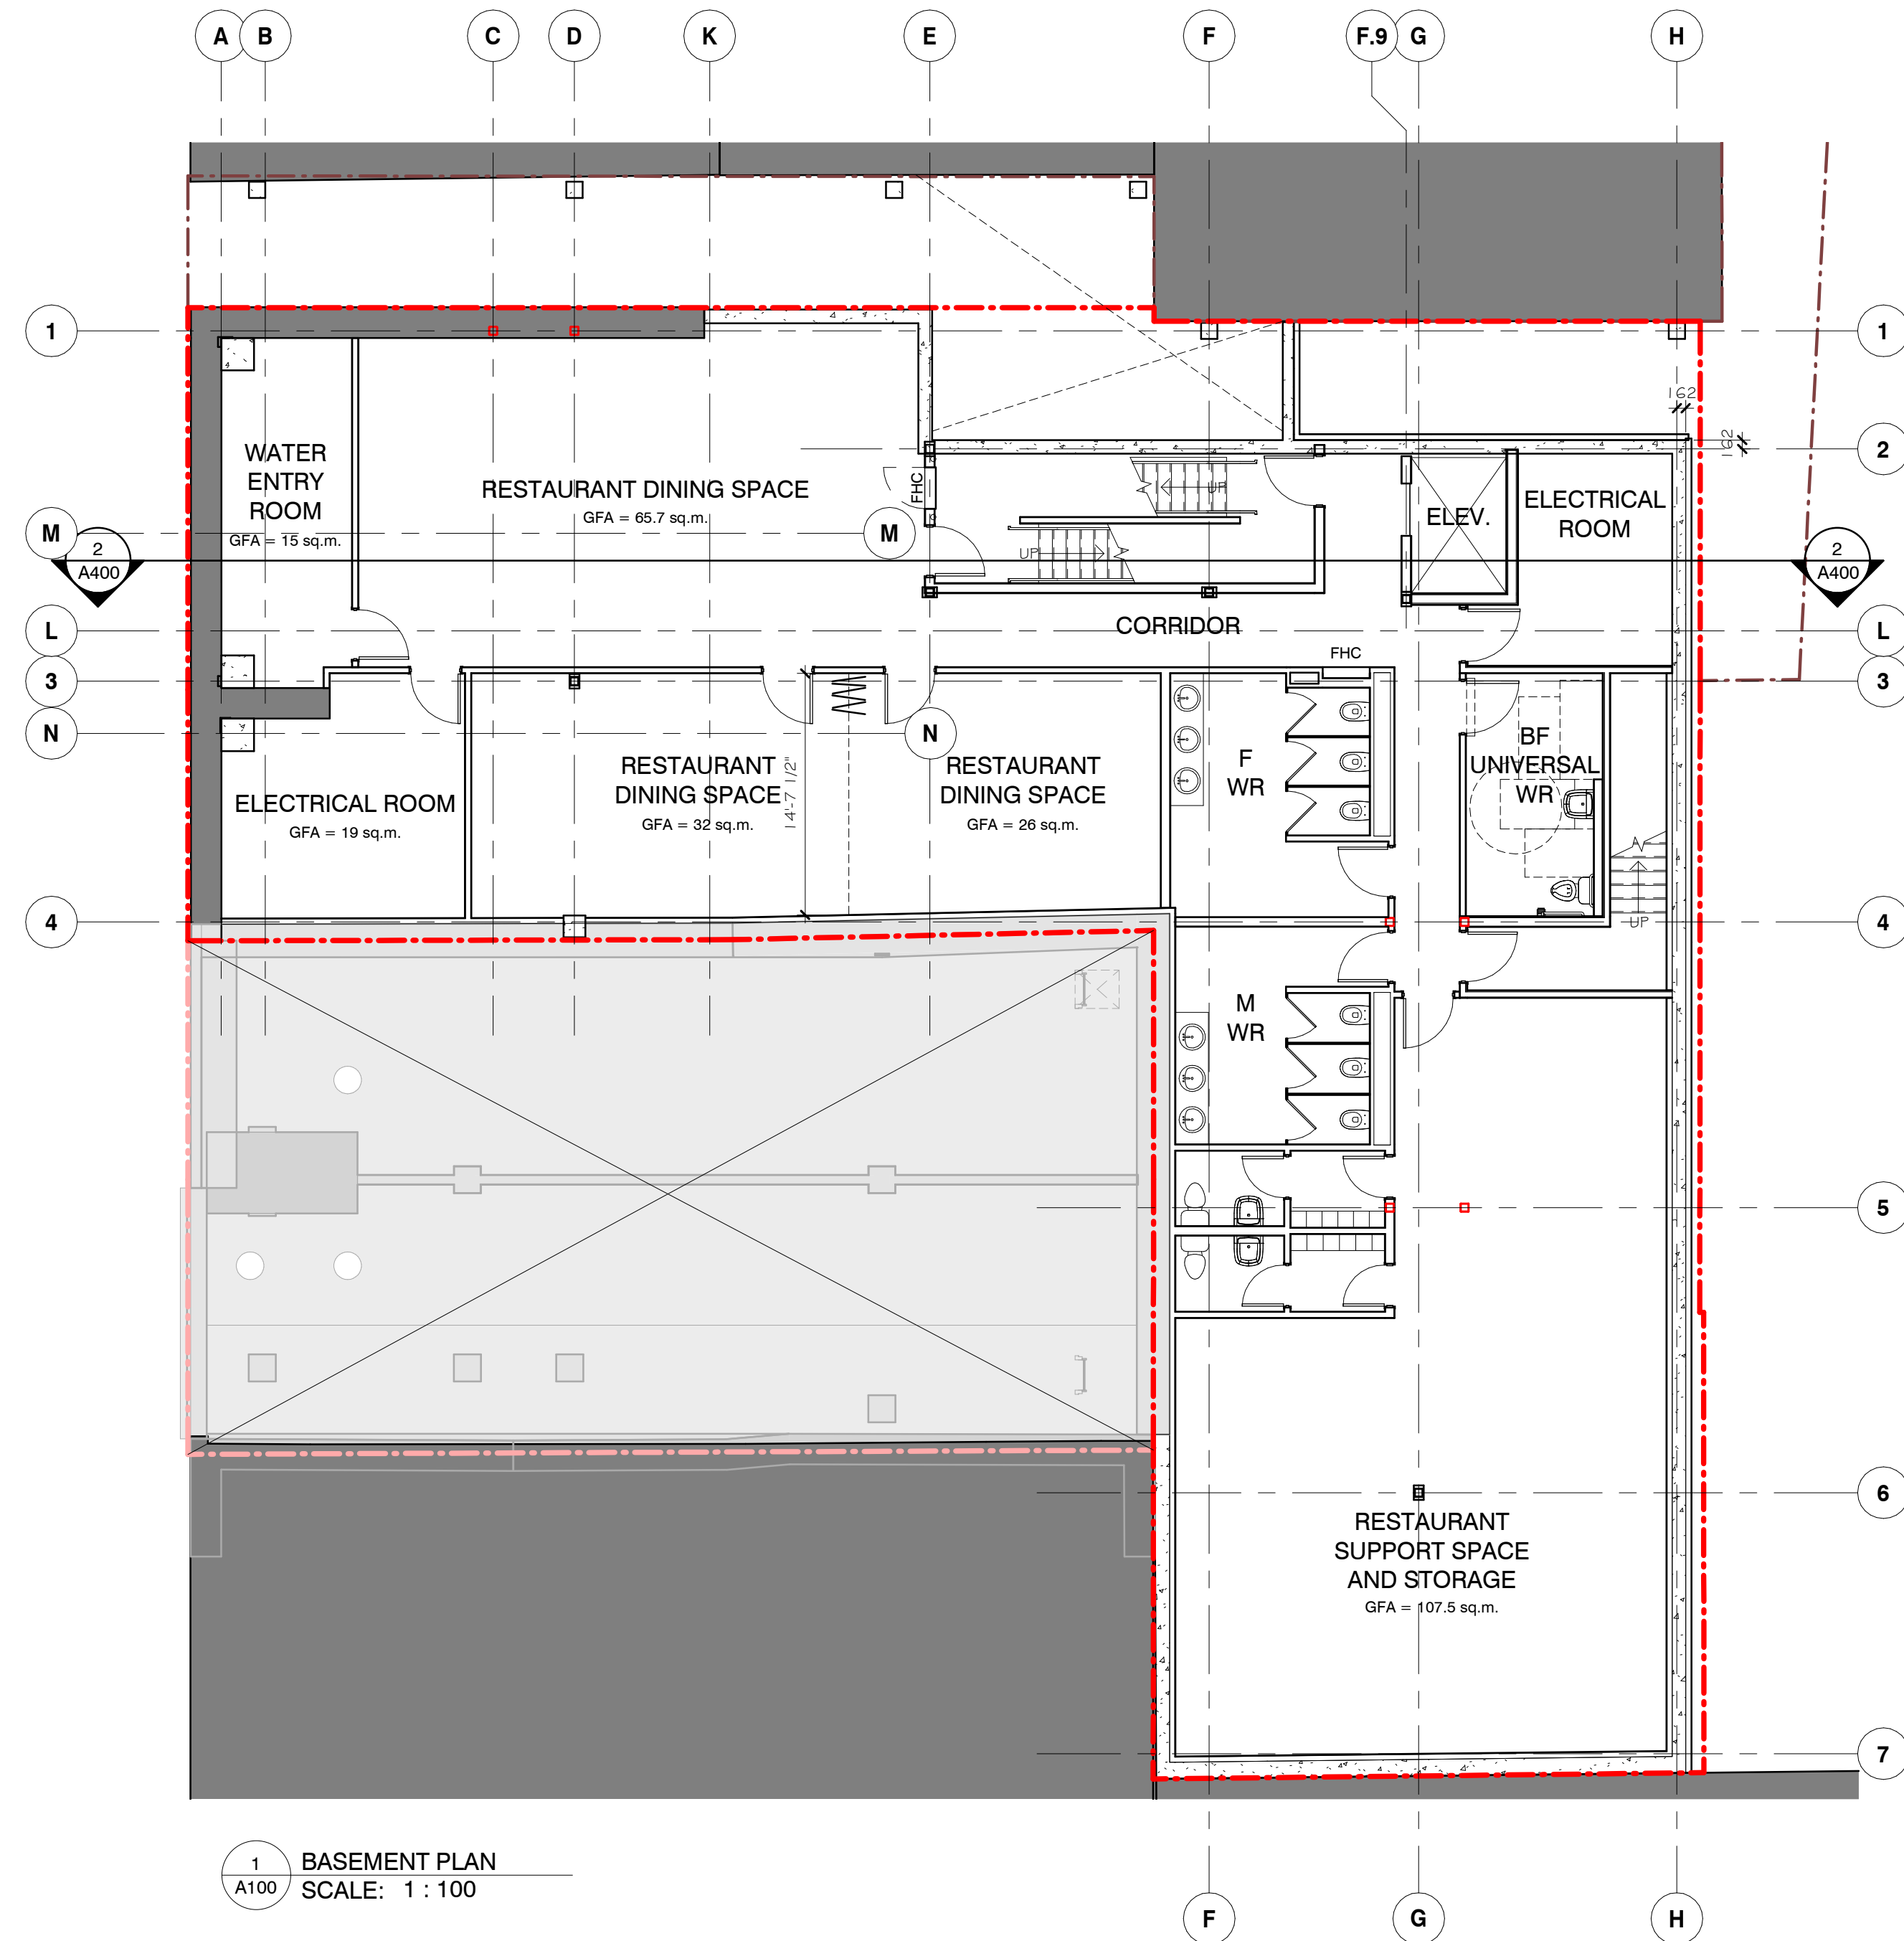 A B C D K E F F.9 G H
1 1
162
2
162
WATER
ENTRY
ROOM
GFA = 15 sq.m.
RESTAURANT DINING SPACE
GFA = 65.7 sq.m.
FHC
UP
ELEV.
ELECTRICAL
ROOM
M M
UP
2
A400
2
A400
L L
CORRIDOR
FHC
3 3
N N
ELECTRICAL ROOM
GFA = 19 sq.m.
RESTAURANT
DINING SPACE
GFA = 32 sq.m.
14'-7 1/2"
RESTAURANT
DINING SPACE
GFA = 26 sq.m.
F
WR
BF
UNIVERSAL
WR
UP
4 4
M
WR
5
6
RESTAURANT
SUPPORT SPACE
AND STORAGE
GFA = 107.5 sq.m.
7
1
A100
BASEMENT PLAN
SCALE: 1 : 100
F G H